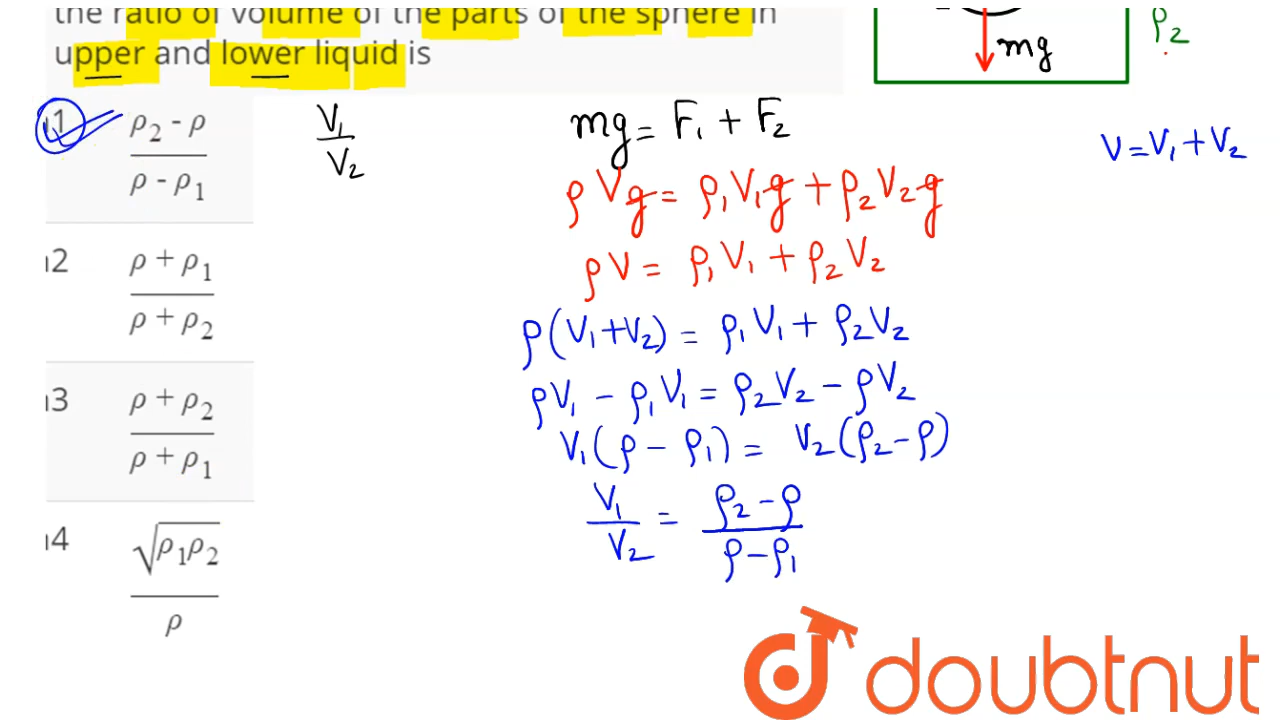 the ratio of volume of the parts of the sphere in
upper and lower liquid is
mg
ρ2
1
ρ2 - ρ
ρ - ρ1
V1
V2
mg = F1 + F2
V = V1 + V2
ρVg = ρ1V1g + ρ2V2g
ρV = ρ1V1 + ρ2V2
2
ρ + ρ1
ρ + ρ2
ρ(V1+V2) = ρ1V1 + ρ2V2
3
ρ + ρ2
ρ + ρ1
ρV1 - ρ1V1 = ρ2V2 - ρV2
V1(ρ - ρ1) = V2(ρ2 - ρ)
V1
V2
=
ρ2 - ρ
ρ - ρ1
4
√ρ1ρ2
ρ
doubtnut